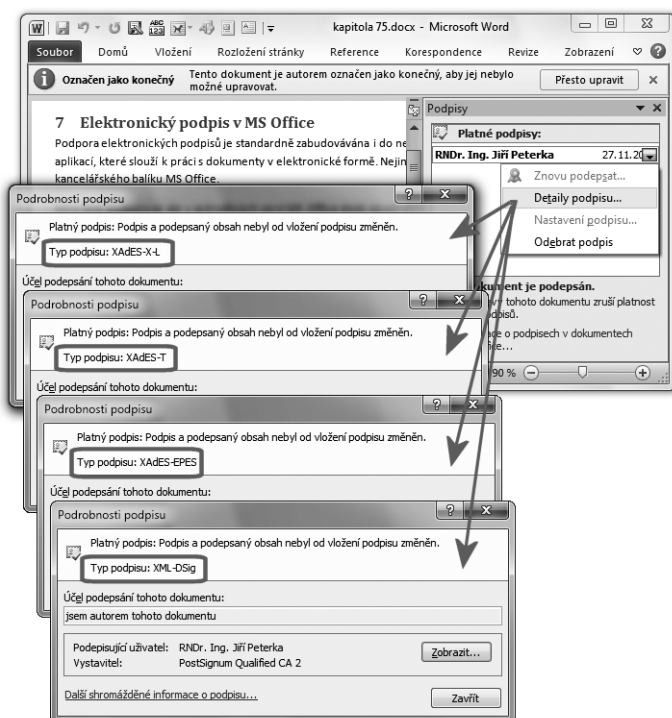 kapitola 75.docx - Microsoft Word
Soubor Domů Vložení Rozložení stránky Reference Korespondence Revize Zobrazení
Označen jako konečný Tento dokument je autorem označen jako konečný, aby jej nebylo možné upravovat. Přesto upravit
7 Elektronický podpis v MS Office
Podpora elektronických podpisů je standardně zabudovávána i do ne
aplikací, které slouží k práci s dokumenty v elektronické formě. Nejin
kancelářského balíku MS Office.
Podpisy
Platné podpisy:
RNDr. Ing. Jiří Peterka 27.11.20
Znovu podepsat...
Detaily podpisu...
Nastavení podpisu...
Odebrat podpis
kument je podepsán.
vy tohoto dokumentu zruší platnost
dpisů.
ce o podpisech v dokumentech
fice...
90 %
Podrobnosti podpisu
Platný podpis: Podpis a podepsaný obsah nebyl od vložení podpisu změněn.
Typ podpisu: XAdES-X-L
Účel podepsání tohoto dokumentu:
Podrobnosti podpisu
Platný podpis: Podpis a podepsaný obsah nebyl od vložení podpisu změněn.
Typ podpisu: XAdES-T
Účel podepsání tohoto dokumentu:
Podrobnosti podpisu
Platný podpis: Podpis a podepsaný obsah nebyl od vložení podpisu změněn.
Typ podpisu: XAdES-EPES
Účel podepsání tohoto dokumentu:
Podrobnosti podpisu
Platný podpis: Podpis a podepsaný obsah nebyl od vložení podpisu změněn.
Typ podpisu: XML-DSig
Účel podepsání tohoto dokumentu:
jsem autorem tohoto dokumentu
Podepisující uživatel: RNDr. Ing. Jiří Peterka
Vystavitel: PostSignum Qualified CA 2
Zobrazit...
Další shromážděné informace o podpisu...
Zavřít